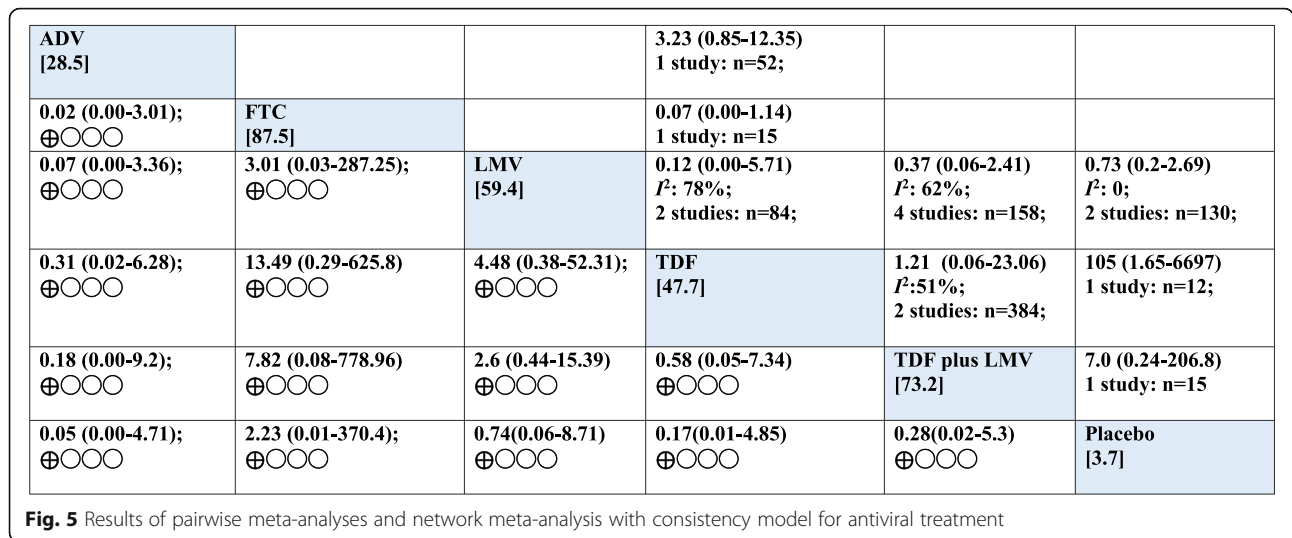 ADV
[28.5]
3.23 (0.85-12.35)
1 study: n=52;
0.02 (0.00-3.01);
⊕○○○
FTC
[87.5]
0.07 (0.00-1.14)
1 study: n=15
0.07 (0.00-3.36);
⊕○○○
3.01 (0.03-287.25);
⊕○○○
LMV
[59.4]
0.12 (0.00-5.71)
I²: 78%;
2 studies: n=84;
0.37 (0.06-2.41)
I²: 62%;
4 studies: n=158;
0.73 (0.2-2.69)
I²: 0;
2 studies: n=130;
0.31 (0.02-6.28);
⊕○○○
13.49 (0.29-625.8)
⊕○○○
4.48 (0.38-52.31);
⊕○○○
TDF
[47.7]
1.21 (0.06-23.06)
I²:51%;
2 studies: n=384;
105 (1.65-6697)
1 study: n=12;
0.18 (0.00-9.2);
⊕○○○
7.82 (0.08-778.96)
⊕○○○
2.6 (0.44-15.39)
⊕○○○
0.58 (0.05-7.34)
⊕○○○
TDF plus LMV
[73.2]
7.0 (0.24-206.8)
1 study: n=15
0.05 (0.00-4.71);
⊕○○○
2.23 (0.01-370.4);
⊕○○○
0.74(0.06-8.71)
⊕○○○
0.17(0.01-4.85)
⊕○○○
0.28(0.02-5.3)
⊕○○○
Placebo
[3.7]
Fig. 5 Results of pairwise meta-analyses and network meta-analysis with consistency model for antiviral treatment